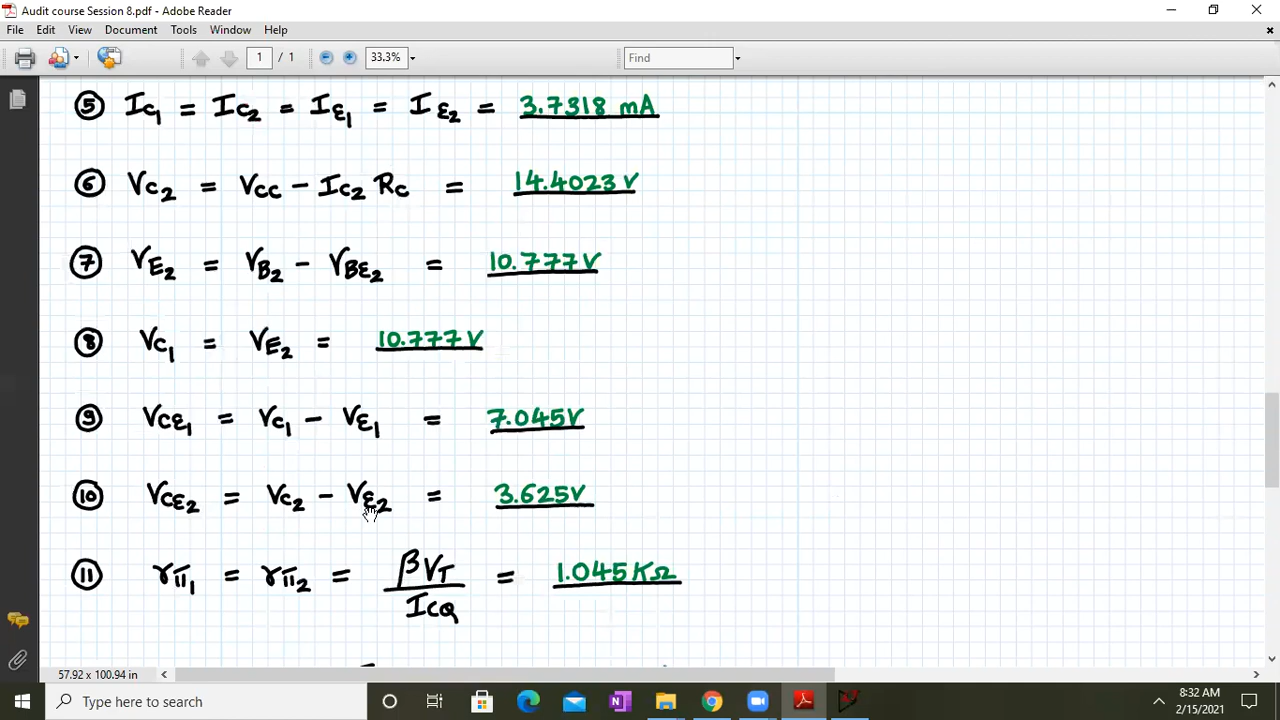 Audit course Session 8.pdf - Adobe Reader
File Edit View Document Tools Window Help
1 / 1 33.3% Find
⑤ IC1 = IC2 = IE1 = IE2 = 3.7318 mA
⑥ VC2 = VCC - IC2 RC = 14.4023V
⑦ VE2 = VB2 - VBE2 = 10.777V
⑧ VC1 = VE2 = 10.777V
⑨ VCE1 = VC1 - VE1 = 7.045V
⑩ VCE2 = VC2 - VE2 = 3.625V
⑪ rπ1 = rπ2 = βVT / ICQ = 1.045KΩ
57.92 x 100.94 in
Type here to search
8:32 AM
2/15/2021